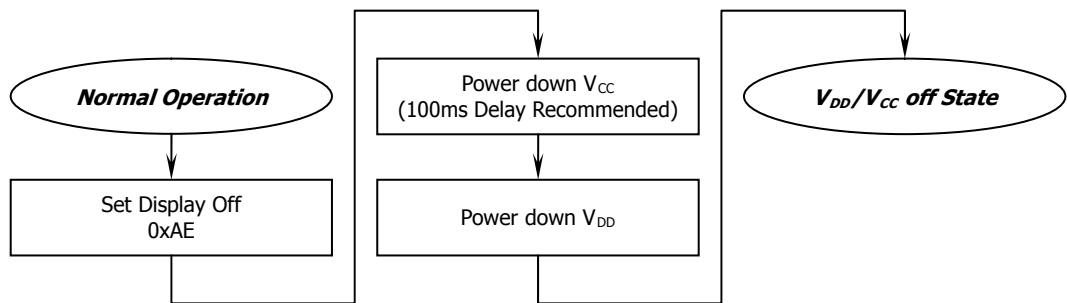 Normal Operation
Set Display Off
0xAE
Power down VCC
(100ms Delay Recommended)
Power down VDD
VDD/VCC off State